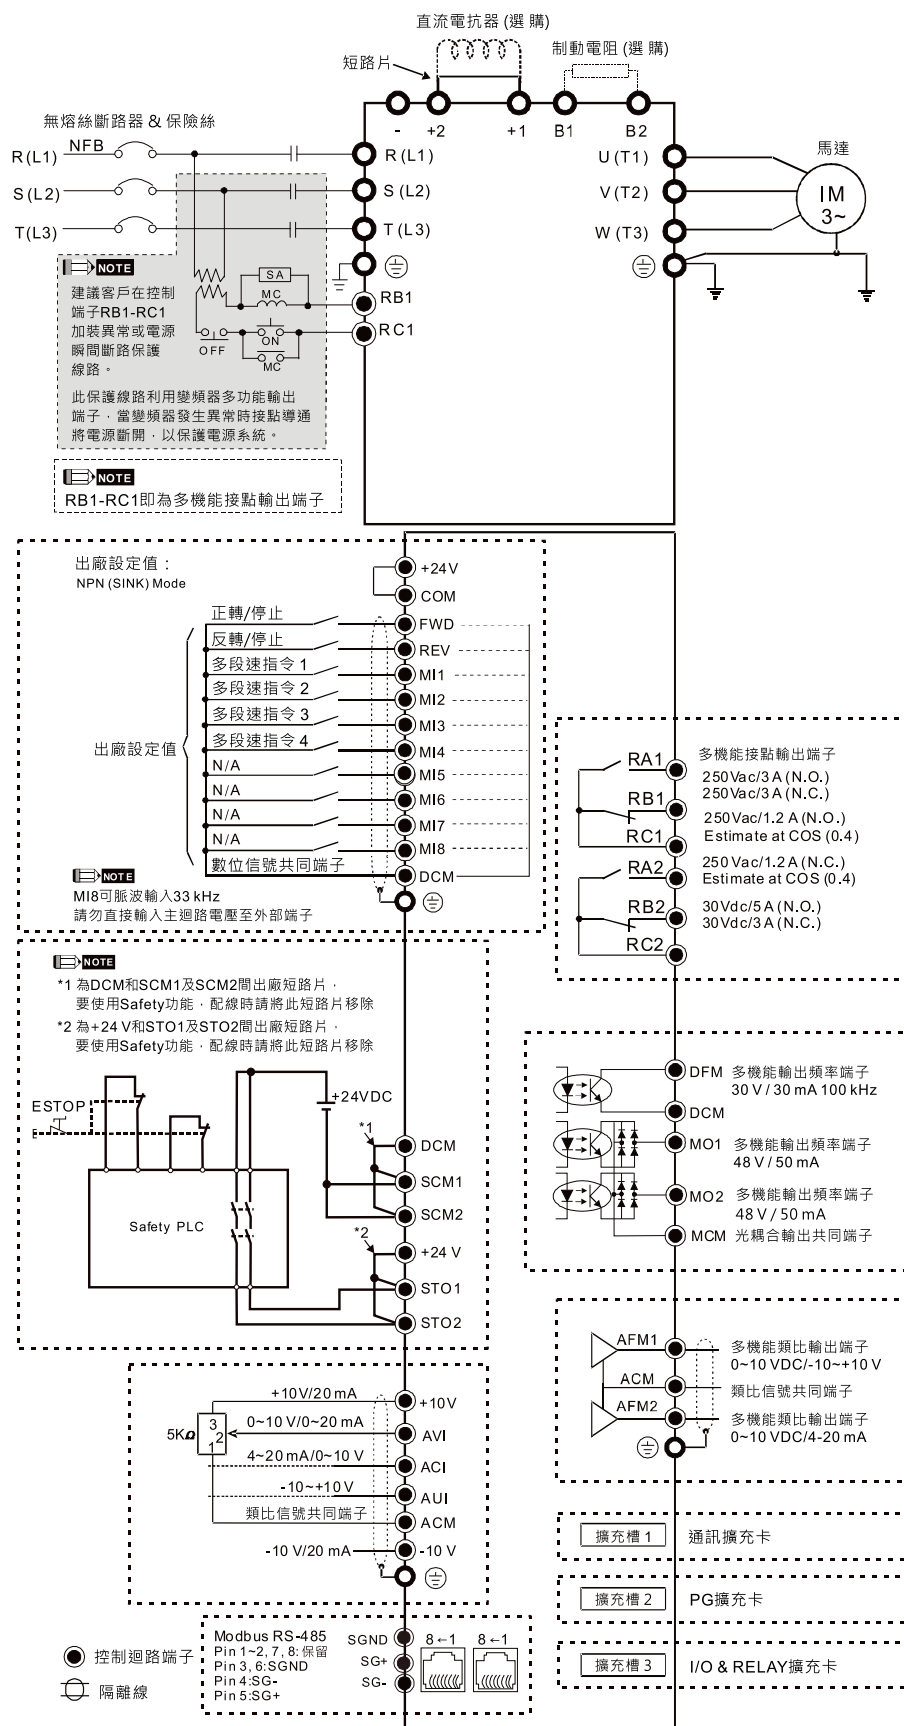 直流電抗器 (選 購)
制動電阻 (選 購)
短路片
- +2 +1 B1 B2
無熔絲斷路器 & 保險絲
R(L1) NFB
S(L2)
T(L3)
R(L1)
S(L2)
T(L3)
RB1
RC1
U(T1)
V(T2)
W(T3)
馬達
IM
3~
SA
MC
ON
OFF
MC
NOTE
建議客戶在控制
端子RB1-RC1
加裝異常或電源
瞬間斷路保護
線路。
此保護線路利用變頻器多功能輸出
端子，當變頻器發生異常時接點導通
將電源斷開，以保護電源系統。
NOTE
RB1-RC1即為多機能接點輸出端子
出廠設定值：
NPN (SINK) Mode
+24V
COM
正轉/停止 FWD
反轉/停止 REV
多段速指令 1 MI1
多段速指令 2 MI2
多段速指令 3 MI3
多段速指令 4 MI4
出廠設定值
N/A MI5
N/A MI6
N/A MI7
N/A MI8
數位信號共同端子 DCM
NOTE
MI8可脈波輸入33 kHz
請勿直接輸入主迴路電壓至外部端子
RA1
RB1
RC1
RA2
RB2
RC2
多機能接點輸出端子
250Vac/3A (N.O.)
250Vac/3A (N.C.)
250Vac/1.2 A (N.O.)
Estimate at COS (0.4)
250 Vac/1.2 A (N.C.)
Estimate at COS (0.4)
30Vdc/5A (N.O.)
30Vdc/3A (N.C.)
NOTE
*1 為DCM和SCM1及SCM2間出廠短路片，
要使用Safety功能，配線時請將此短路片移除
*2 為+24 V和STO1及STO2間出廠短路片，
要使用Safety功能，配線時請將此短路片移除
ESTOP
+24VDC
Safety PLC
*1
DCM
SCM1
SCM2
*2
+24 V
STO1
STO2
DFM 多機能輸出頻率端子
30 V / 30 mA 100 kHz
DCM
MO1 多機能輸出頻率端子
48 V / 50 mA
MO2 多機能輸出頻率端子
48 V / 50 mA
MCM 光耦合輸出共同端子
AFM1 多機能類比輸出端子
0~10 VDC/-10~+10 V
ACM 類比信號共同端子
AFM2 多機能類比輸出端子
0~10 VDC/4-20 mA
+10V/20 mA +10V
5KΩ
3
2
1
0~10 V/0~20 mA AVI
4~20 mA/0~10 V ACI
-10~+10V AUI
類比信號共同端子 ACM
-10 V/20 mA -10 V
擴充槽 1 通訊擴充卡
擴充槽 2 PG擴充卡
擴充槽 3 I/O & RELAY擴充卡
控制迴路端子
隔離線
Modbus RS-485
Pin 1~2, 7, 8:保留
Pin 3, 6:SGND
Pin 4:SG-
Pin 5:SG+
SGND
SG+
SG-
8←1 8←1